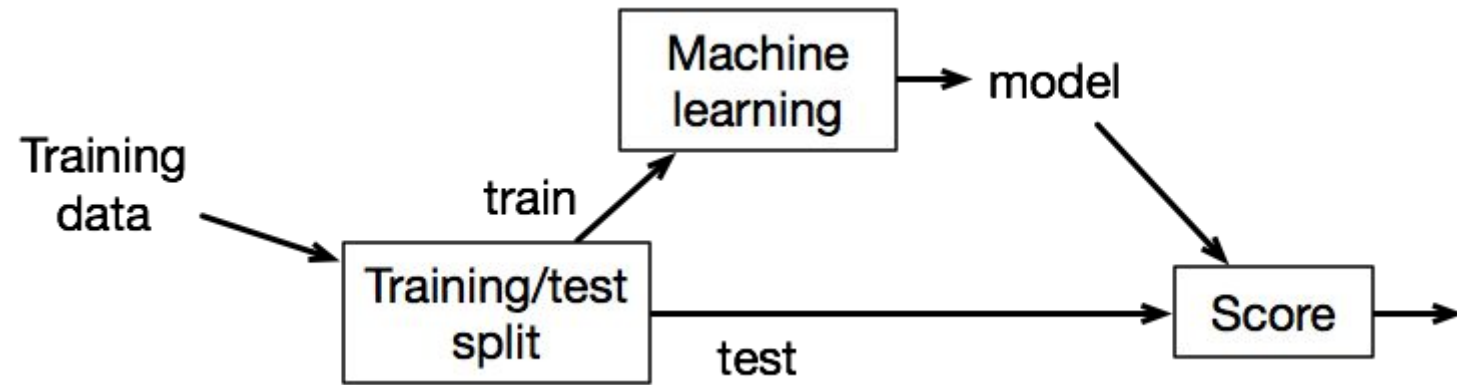 Training
data
Training/test
split
train
Machine
learning
model
test
Score